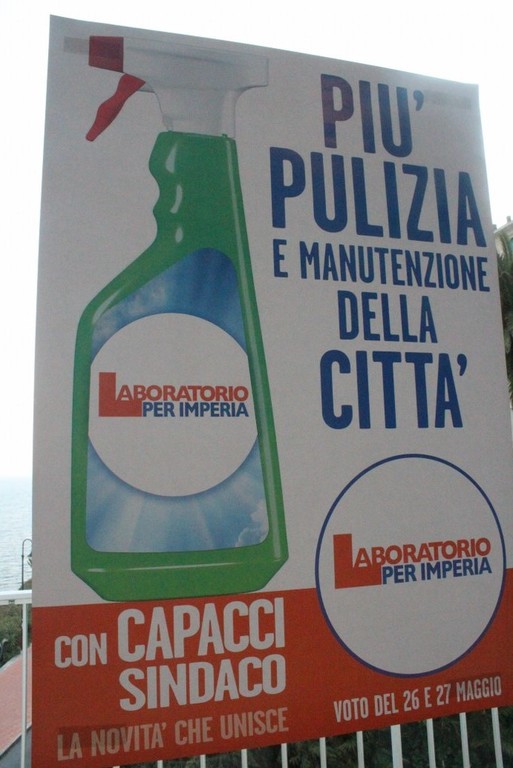 PIU'
PULIZIA
E MANUTENZIONE
DELLA
CITTA'
LABORATORIO
PER IMPERIA
LABORATORIO
PER IMPERIA
CON CAPACCI
SINDACO
LA NOVITA' CHE UNISCE
VOTO DEL 26 E 27 MAGGIO